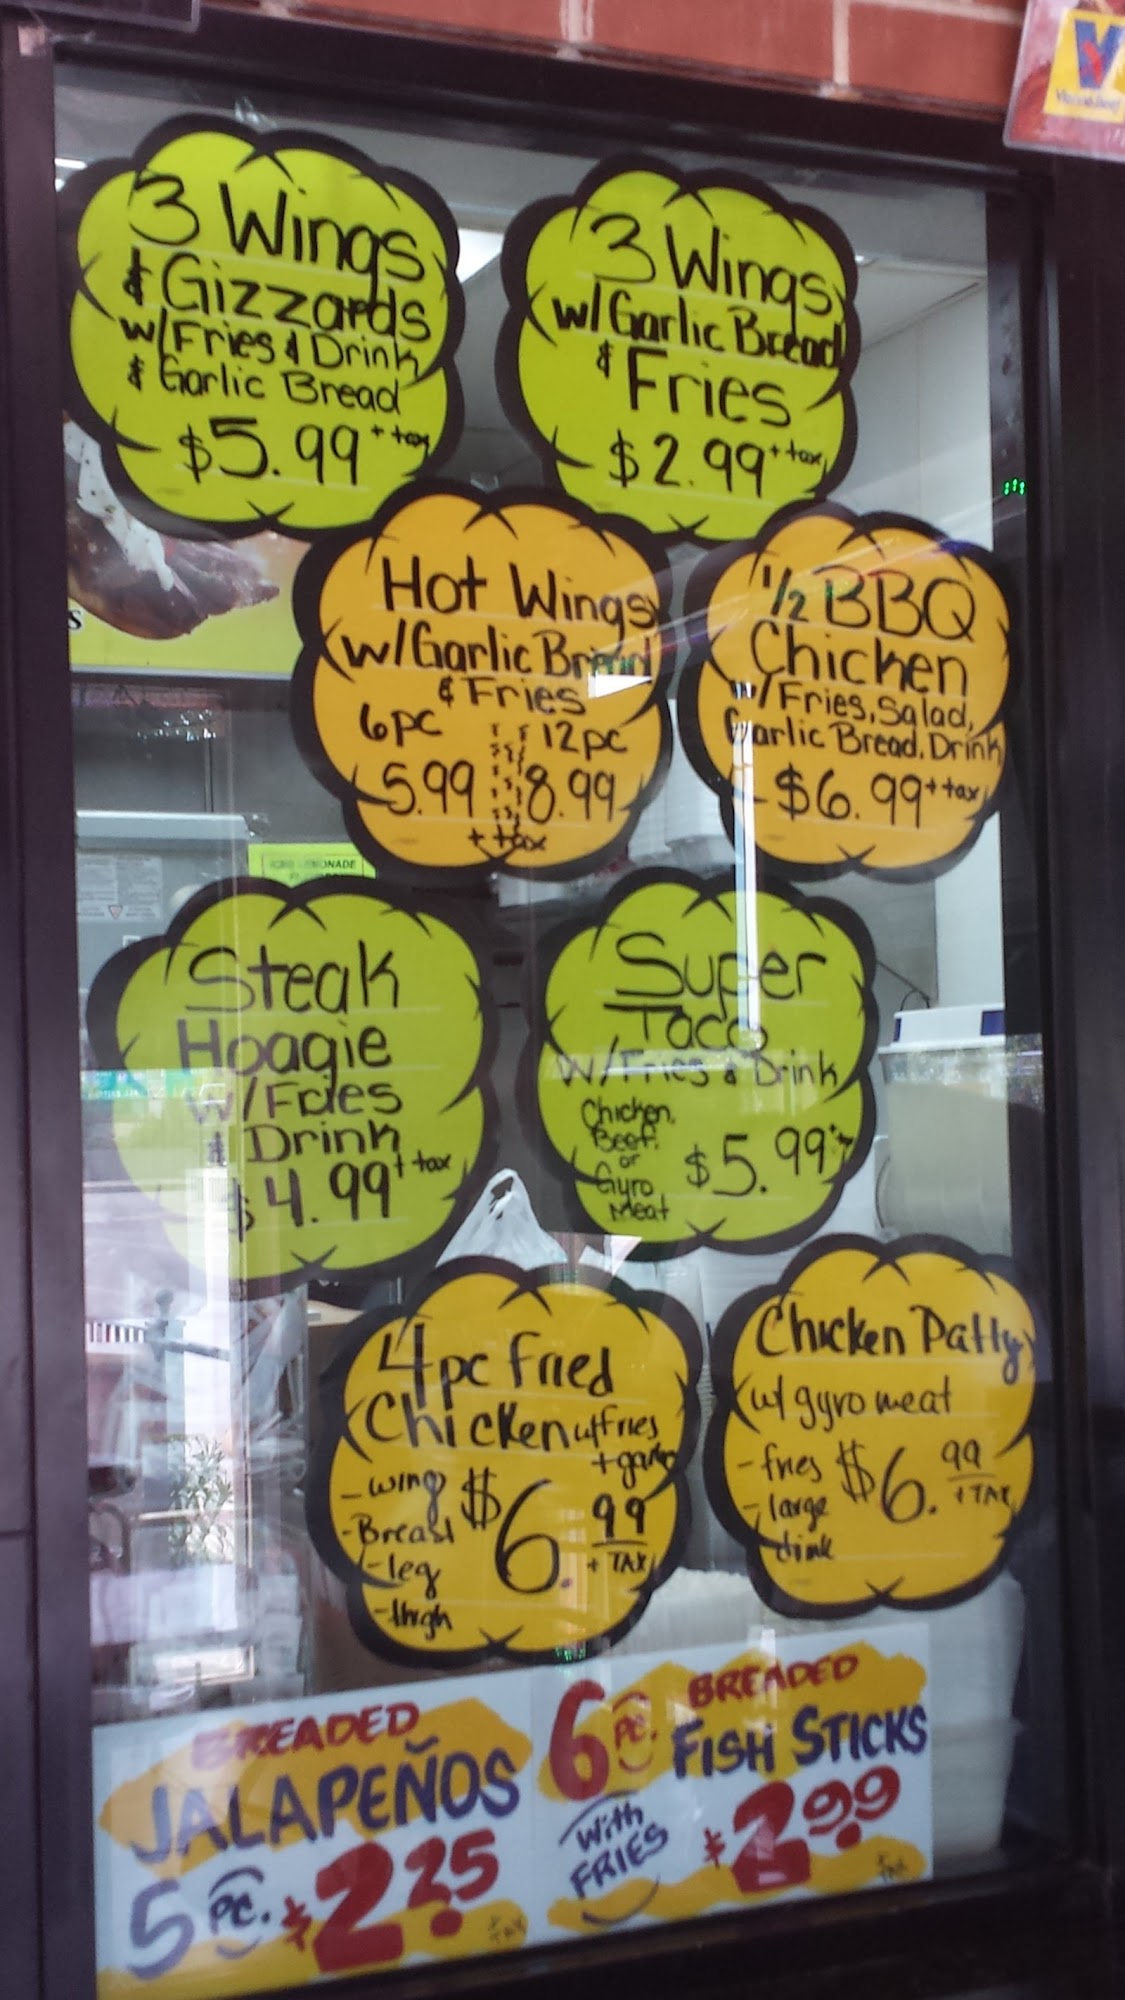 3 Wings
& Gizzards
w/Fries & Drink
& Garlic Bread
$5.99 + tax
3 Wings
w/Garlic Bread
& Fries
$2.99 + tax
Hot Wings
w/Garlic Bread
& Fries
6pc 12pc
5.99 8.99
+ tax
1/2 BBQ
Chicken
w/Fries, Salad,
Garlic Bread, Drink
$6.99 + tax
LEMONADE
Steak
Hoagie
w/Fries
& Drink
$4.99 + tax
Super
Taco
w/Fries & Drink
Chicken,
Beef,
or
Gyro
Meat
$5.99
4pc Fried
Chicken w/fries
+ garlic
- wing
- Breast
- leg
- thigh
$6.99
+ TAX
Chicken Patty
w/ gyro meat
- fries
- large
drink
$6.99
+ TAX
BREADED
JALAPEÑOS
5 PC. $2.25
+ TAX
6 PC. BREADED
FISH STICKS
With
FRIES
$2.99
+ TAX